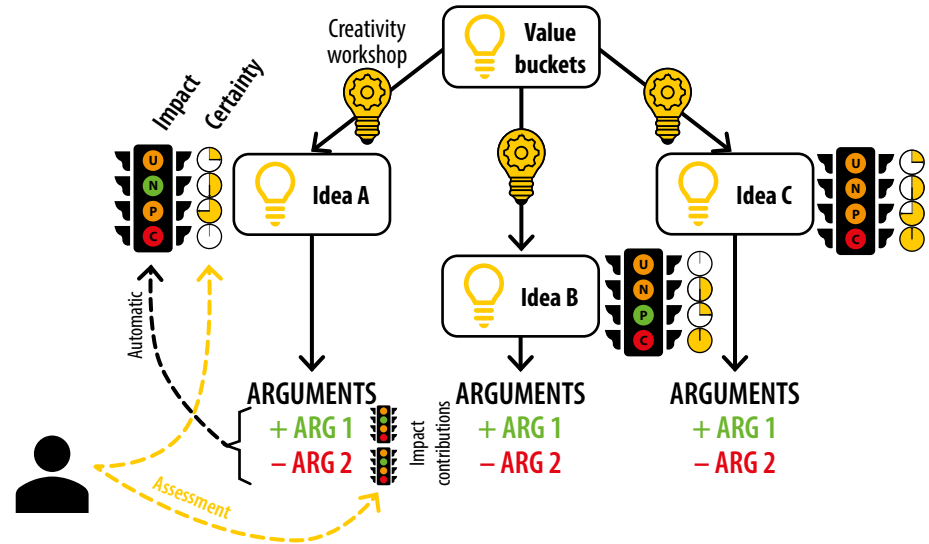 Creativity
workshop
Value
buckets
Impact
Certainty
U
N
P
C
Idea A
Idea C
U
N
P
C
Idea B
U
N
P
C
Automatic
ARGUMENTS
+ ARG 1
– ARG 2
Impact
contributions
ARGUMENTS
+ ARG 1
– ARG 2
ARGUMENTS
+ ARG 1
– ARG 2
Assessment